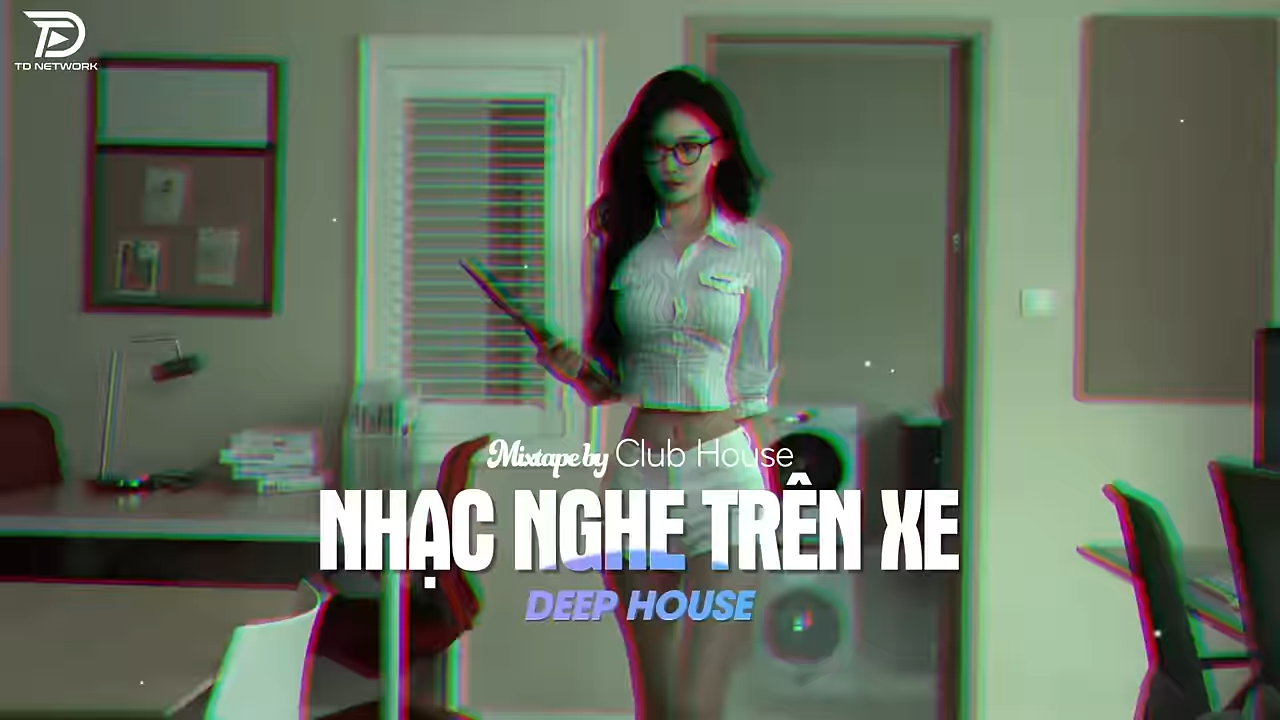 TD NETWORK
Mixtape by Club House
NHẠC NGHE TRÊN XE
DEEP HOUSE